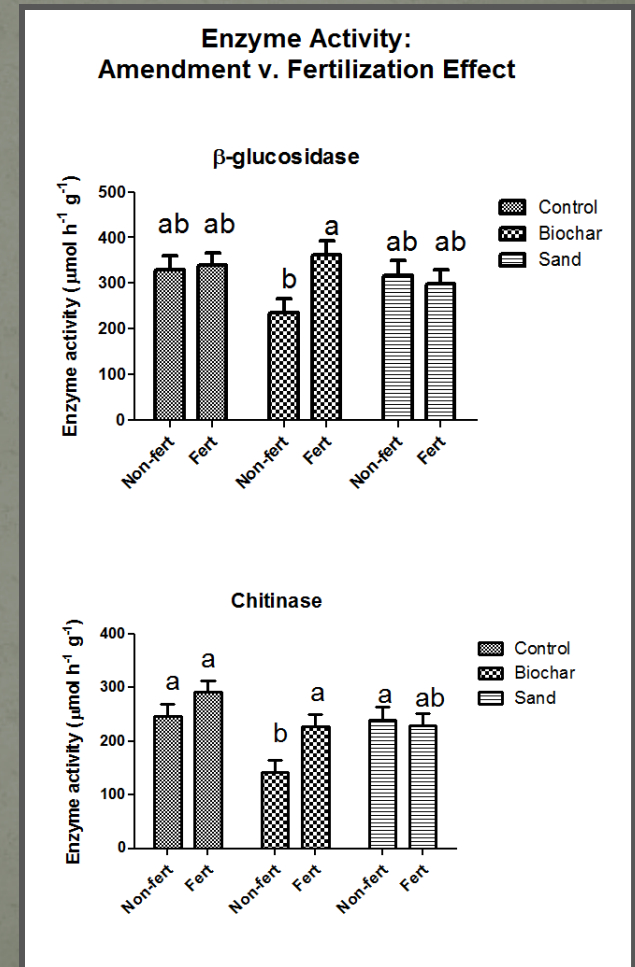 Enzyme Activity:
Amendment v. Fertilization Effect
β-glucosidase
Enzyme activity (μmol h⁻¹ g⁻¹)
500
400
300
200
100
0
ab ab b a ab ab
Non-fert Fert Non-fert Fert Non-fert Fert
Control
Biochar
Sand
Chitinase
Enzyme activity (μmol h⁻¹ g⁻¹)
400
300
200
100
0
a a b a a ab
Non-fert Fert Non-fert Fert Non-fert Fert
Control
Biochar
Sand